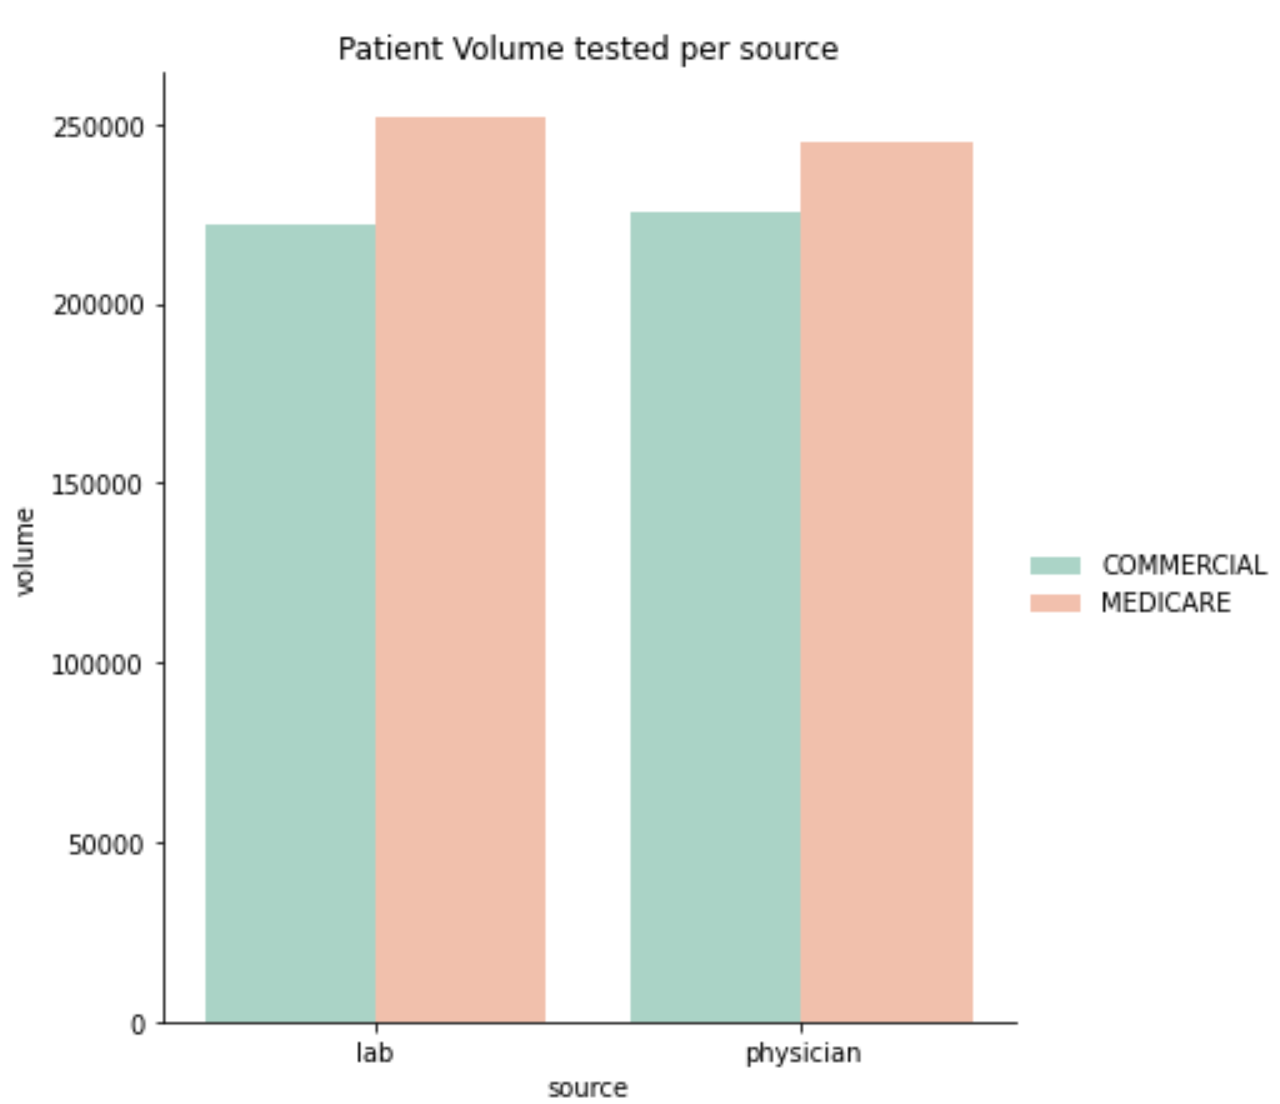 Patient Volume tested per source
250000
200000
150000
100000
50000
0
volume
lab
physician
source
COMMERCIAL
MEDICARE